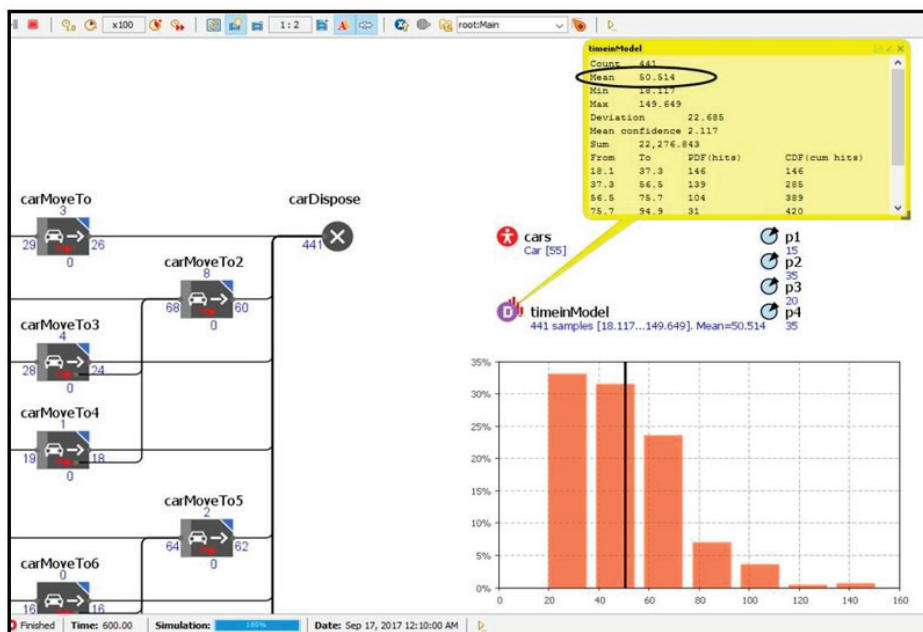 x100
1:2
root:Main
timeinModel
Count 441
Mean 50.514
Min 18.117
Max 149.649
Deviation 22.685
Mean confidence 2.117
Sum 22,276.843
From To PDF(hits) CDF(cum hits)
18.1 37.3 146 146
37.3 56.5 139 285
56.5 75.7 104 389
75.7 94.9 31 420
carMoveTo
3
29 26
0
carDispose
441
carMoveTo2
8
68 60
0
carMoveTo3
4
28 24
0
carMoveTo4
1
19 18
0
carMoveTo5
2
64 62
0
carMoveTo6
0
16 16
cars
Car [55]
p1
15
p2
35
p3
20
p4
35
D
timeinModel
441 samples [18.117...149.649]. Mean=50.514
35%
30%
25%
20%
15%
10%
5%
0%
0 20 40 60 80 100 120 140 160
Finished Time: 600.00 Simulation: 100% Date: Sep 17, 2017 12:10:00 AM